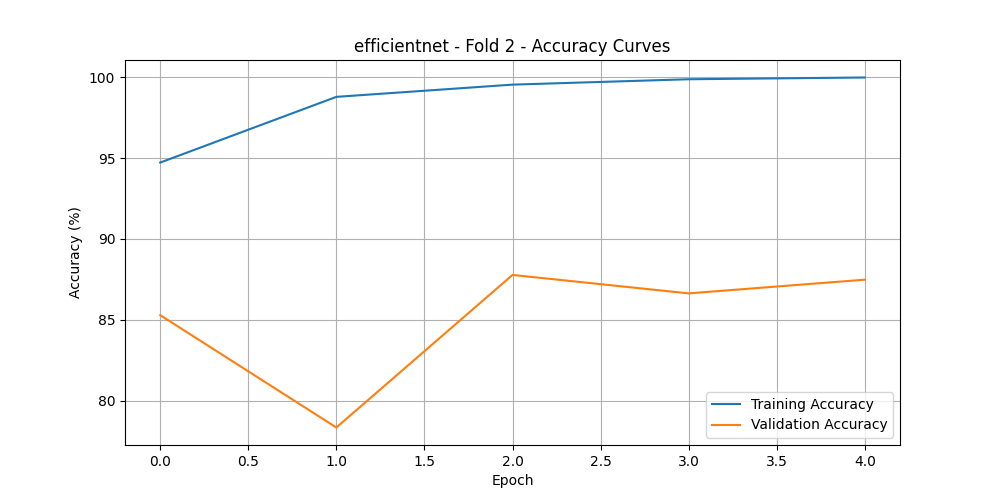 efficientnet - Fold 2 - Accuracy Curves
Accuracy (%)
100
95
90
85
80
0.0 0.5 1.0 1.5 2.0 2.5 3.0 3.5 4.0
Epoch
Training Accuracy
Validation Accuracy